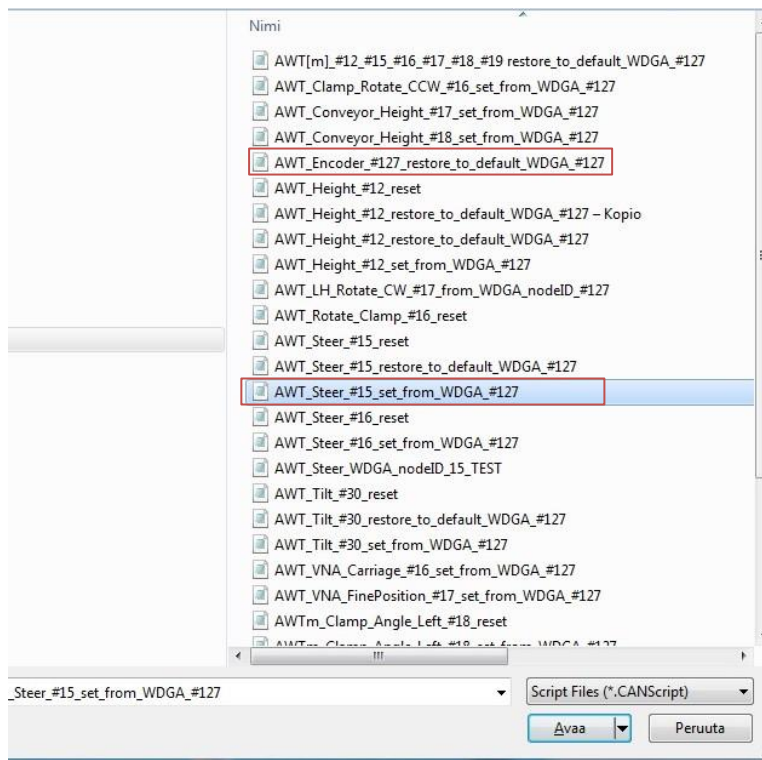 Nimi
AWT[m]_#12_#15_#16_#17_#18_#19 restore_to_default_WDGA_#127
AWT_Clamp_Rotate_CCW_#16_set_from_WDGA_#127
AWT_Conveyor_Height_#17_set_from_WDGA_#127
AWT_Conveyor_Height_#18_set_from_WDGA_#127
AWT_Encoder_#127_restore_to_default_WDGA_#127
AWT_Height_#12_reset
AWT_Height_#12_restore_to_default_WDGA_#127 – Kopio
AWT_Height_#12_restore_to_default_WDGA_#127
AWT_Height_#12_set_from_WDGA_#127
AWT_LH_Rotate_CW_#17_from_WDGA_nodeID_#127
AWT_Rotate_Clamp_#16_reset
AWT_Steer_#15_reset
AWT_Steer_#15_restore_to_default_WDGA_#127
AWT_Steer_#15_set_from_WDGA_#127
AWT_Steer_#16_reset
AWT_Steer_#16_set_from_WDGA_#127
AWT_Steer_WDGA_nodeID_15_TEST
AWT_Tilt_#30_reset
AWT_Tilt_#30_restore_to_default_WDGA_#127
AWT_Tilt_#30_set_from_WDGA_#127
AWT_VNA_Carriage_#16_set_from_WDGA_#127
AWT_VNA_FinePosition_#17_set_from_WDGA_#127
AWTm_Clamp_Angle_Left_#18_reset
AWTm_Clamp_Angle_Left_#18_set_from_WDGA_#127
_Steer_#15_set_from_WDGA_#127
Script Files (*.CANScript)
Avaa
Peruuta